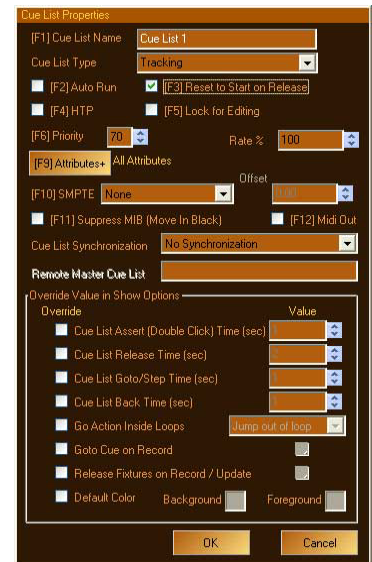 Cue List Properties
[F1] Cue List Name Cue List 1
Cue List Type Tracking
[F2] Auto Run [F3] Reset to Start on Release
[F4] HTP [F5] Lock for Editing
[F6] Priority 70 Rate % 100
[F9] Attributes+ All Attributes
Offset
[F10] SMPTE None
[F11] Suppress MIB (Move In Black) [F12] Midi Out
Cue List Synchronization No Synchronization
Remote Master Cue List
Override Value in Show Options
Override Value
Cue List Assert (Double Click) Time (sec)
Cue List Release Time (sec)
Cue List Goto/Step Time (sec)
Cue List Back Time (sec)
Go Action Inside Loops Jump out of loop
Goto Cue on Record
Release Fixtures on Record / Update
Default Color Background Foreground
OK Cancel